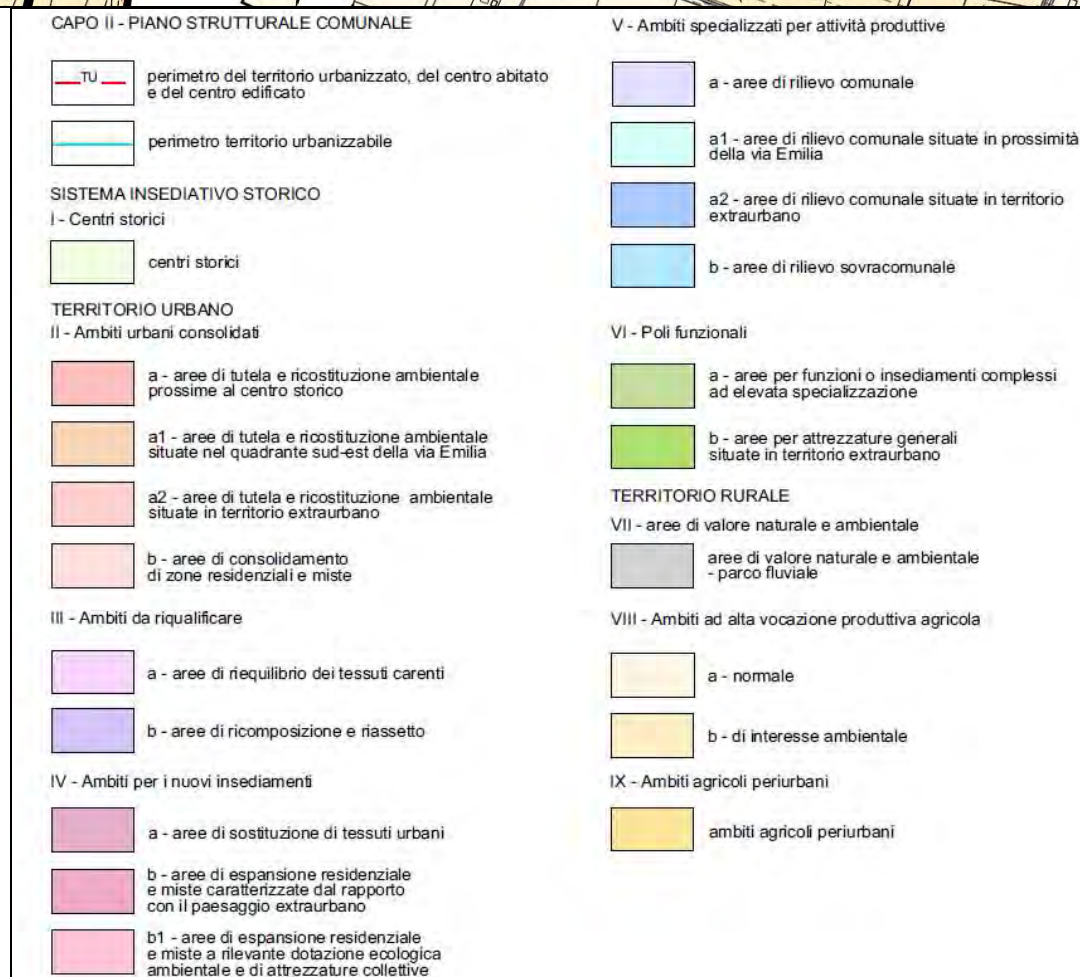 CAPO II - PIANO STRUTTURALE COMUNALE
TU
perimetro del territorio urbanizzato, del centro abitato
e del centro edificato
perimetro territorio urbanizzabile
SISTEMA INSEDIATIVO STORICO
I - Centri storici
centri storici
TERRITORIO URBANO
II - Ambiti urbani consolidati
a - aree di tutela e ricostituzione ambientale
prossime al centro storico
a1 - aree di tutela e ricostituzione ambientale
situate nel quadrante sud-est della via Emilia
a2 - aree di tutela e ricostituzione ambientale
situate in territorio extraurbano
b - aree di consolidamento
di zone residenziali e miste
III - Ambiti da riqualificare
a - aree di riequilibrio dei tessuti carenti
b - aree di ricomposizione e riassetto
IV - Ambiti per i nuovi insediamenti
a - aree di sostituzione di tessuti urbani
b - aree di espansione residenziale
e miste caratterizzate dal rapporto
con il paesaggio extraurbano
b1 - aree di espansione residenziale
e miste a rilevante dotazione ecologica
ambientale e di attrezzature collettive
V - Ambiti specializzati per attività produttive
a - aree di rilievo comunale
a1 - aree di rilievo comunale situate in prossimità
della via Emilia
a2 - aree di rilievo comunale situate in territorio
extraurbano
b - aree di rilievo sovracomunale
VI - Poli funzionali
a - aree per funzioni o insediamenti complessi
ad elevata specializzazione
b - aree per attrezzature generali
situate in territorio extraurbano
TERRITORIO RURALE
VII - aree di valore naturale e ambientale
aree di valore naturale e ambientale
- parco fluviale
VIII - Ambiti ad alta vocazione produttiva agricola
a - normale
b - di interesse ambientale
IX - Ambiti agricoli periurbani
ambiti agricoli periurbani